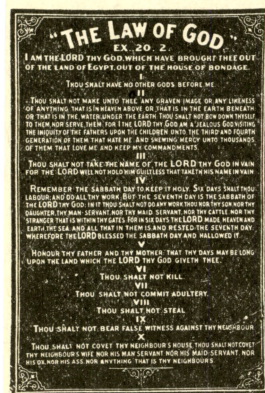 "THE LAW OF GOD"
EX. 20. 2
I AM THE LORD THY GOD, WHICH HAVE BROUGHT THEE OUT
OF THE LAND OF EGYPT, OUT OF THE HOUSE OF BONDAGE.
I
THOU SHALT HAVE NO OTHER GODS BEFORE ME
II
THOU SHALT NOT MAKE UNTO THEE ANY GRAVEN IMAGE, OR ANY LIKENESS
OF ANYTHING THAT IS IN HEAVEN ABOVE OR THAT IS IN THE EARTH BENEATH
OR THAT IS IN THE WATER UNDER THE EARTH. THOU SHALT NOT BOW DOWN THYSELF
TO THEM NOR SERVE THEM, FOR I THE LORD THY GOD AM A JEALOUS GOD VISITING
THE INIQUITY OF THE FATHERS UPON THE CHILDREN UNTO THE THIRD AND FOURTH
GENERATION OF THEM THAT HATE ME AND SHEWING MERCY UNTO THOUSANDS
OF THEM THAT LOVE ME AND KEEP MY COMMANDMENTS
III
THOU SHALT NOT TAKE THE NAME OF THE LORD THY GOD IN VAIN
FOR THE LORD WILL NOT HOLD HIM GUILTLESS THAT TAKETH HIS NAME IN VAIN
IV
REMEMBER THE SABBATH DAY TO KEEP IT HOLY. SIX DAYS SHALT THOU
LABOUR, AND DO ALL THY WORK. BUT THE SEVENTH DAY IS THE SABBATH OF
THE LORD THY GOD: IN IT THOU SHALT NOT DO ANY WORK THOU NOR THY SON NOR THY
DAUGHTER, THY MAN-SERVANT, NOR THY MAID SERVANT, NOR THY CATTLE NOR THY
STRANGER THAT IS WITHIN THY GATES FOR IN SIX DAYS THE LORD MADE HEAVEN AND
EARTH THE SEA AND ALL THAT IN THEM IS AND RESTED THE SEVENTH DAY
WHEREFORE THE LORD BLESSED THE SABBATH DAY AND HALLOWED IT
V
HONOUR THY FATHER AND THY MOTHER THAT THY DAYS MAY BE LONG
UPON THE LAND WHICH THE LORD THY GOD GIVETH THEE.
VI
THOU SHALT NOT KILL
VII
THOU SHALT NOT COMMIT ADULTERY.
VIII
THOU SHALT NOT STEAL
IX
THOU SHALT NOT BEAR FALSE WITNESS AGAINST THY NEIGHBOUR
X
THOU SHALT NOT COVET THY NEIGHBOUR'S HOUSE, THOU SHALT NOT COVET
THY NEIGHBOUR'S WIFE NOR HIS MAN SERVANT NOR HIS MAID-SERVANT, NOR
HIS OX, NOR HIS ASS, NOR ANYTHING THAT IS THY NEIGHBOURS